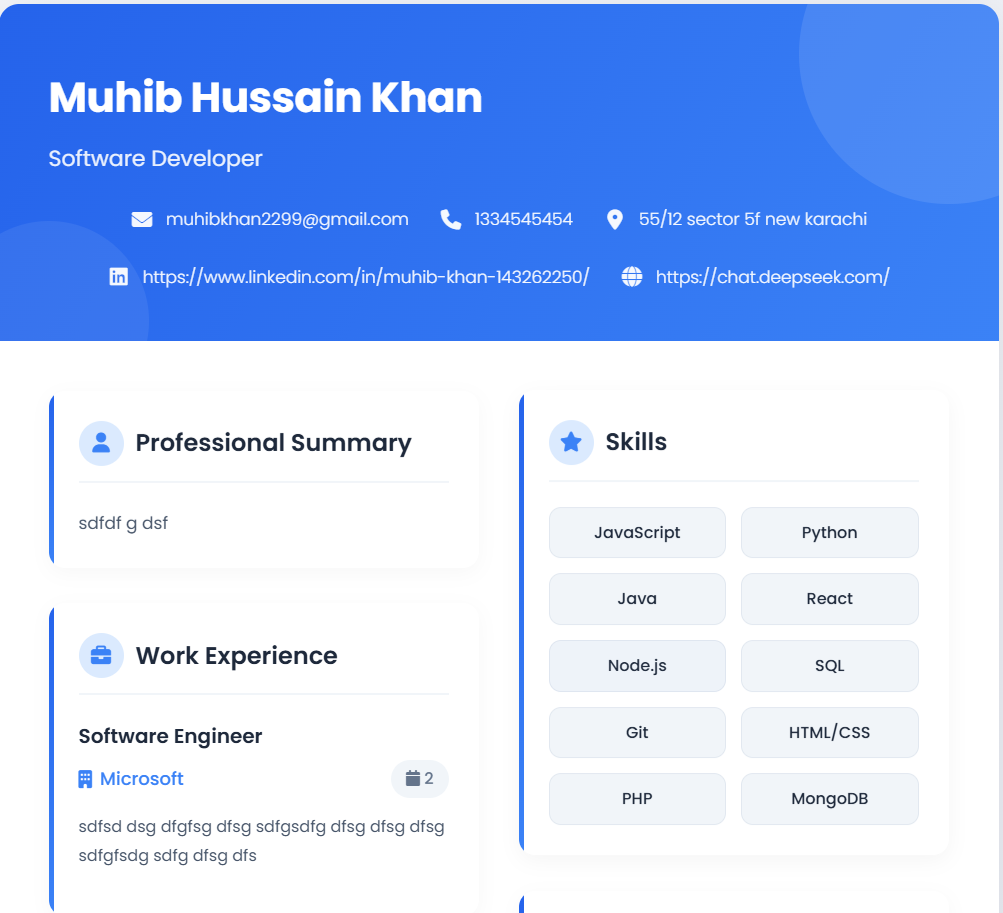 Muhib Hussain Khan
Software Developer
muhibkhan2299@gmail.com 1334545454 55/12 sector 5f new karachi
https://www.linkedin.com/in/muhib-khan-143262250/ https://chat.deepseek.com/
Professional Summary
sdfdf g dsf
Work Experience
Software Engineer
Microsoft 2
sdfsd dsg dfgfsg dfsg sdfgsdfg dfsg dfsg dfsg
sdfgfsdg sdfg dfsg dfs
Skills
JavaScript Python
Java React
Node.js SQL
Git HTML/CSS
PHP MongoDB